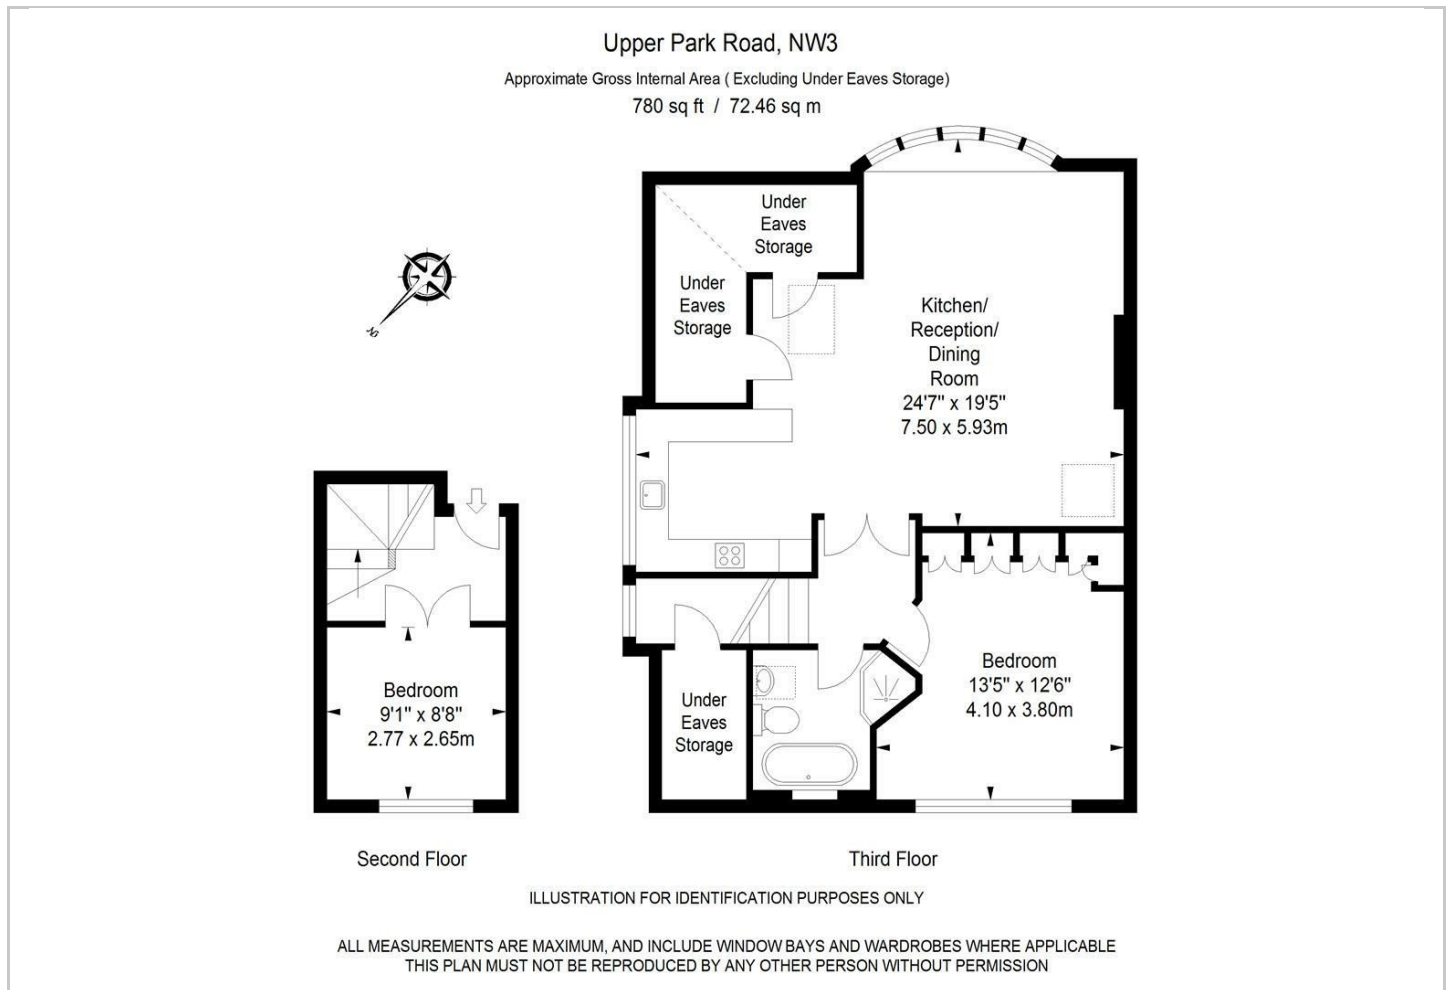 Upper Park Road, NW3
Approximate Gross Internal Area ( Excluding Under Eaves Storage)
780 sq ft / 72.46 sq m
Under
Eaves
Storage
Under
Eaves
Storage
Kitchen/
Reception/
Dining
Room
24'7" x 19'5"
7.50 x 5.93m
N
Bedroom
9'1" x 8'8"
2.77 x 2.65m
Under
Eaves
Storage
Bedroom
13'5" x 12'6"
4.10 x 3.80m
Second Floor
Third Floor
ILLUSTRATION FOR IDENTIFICATION PURPOSES ONLY
ALL MEASUREMENTS ARE MAXIMUM, AND INCLUDE WINDOW BAYS AND WARDROBES WHERE APPLICABLE
THIS PLAN MUST NOT BE REPRODUCED BY ANY OTHER PERSON WITHOUT PERMISSION